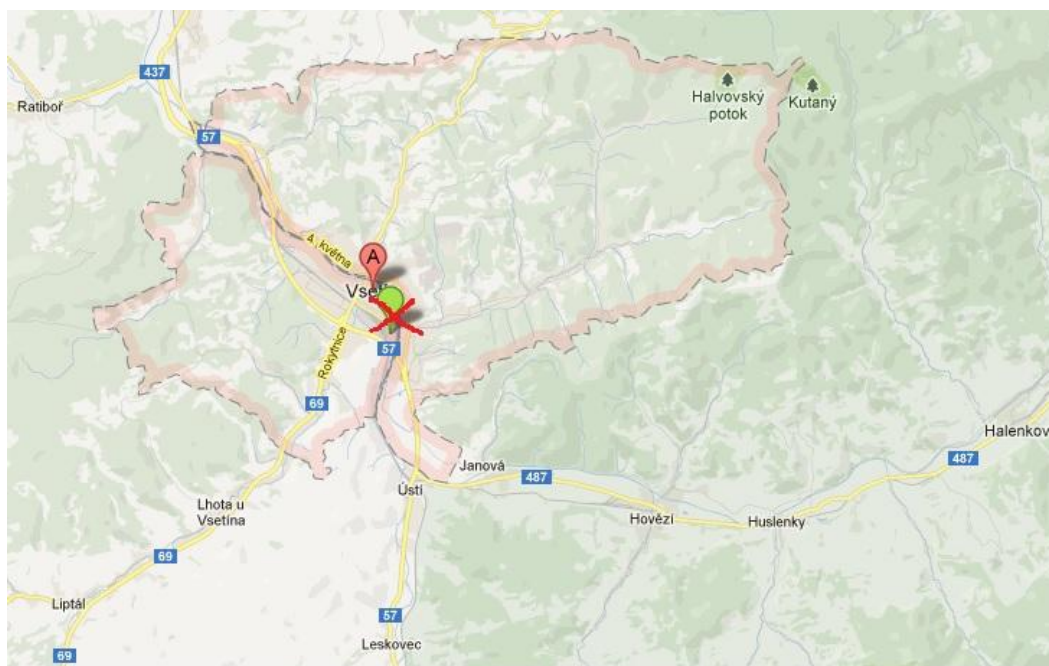 437
Ratiboř
Halvovský
potok
Kutaný
57
4. května
A
Rokytnice
57
69
Halenkov
487
Janová
487
Ústí
Lhota u
Vsetína
Hovězí
Huslenky
69
Liptál
57
Leskovec
69